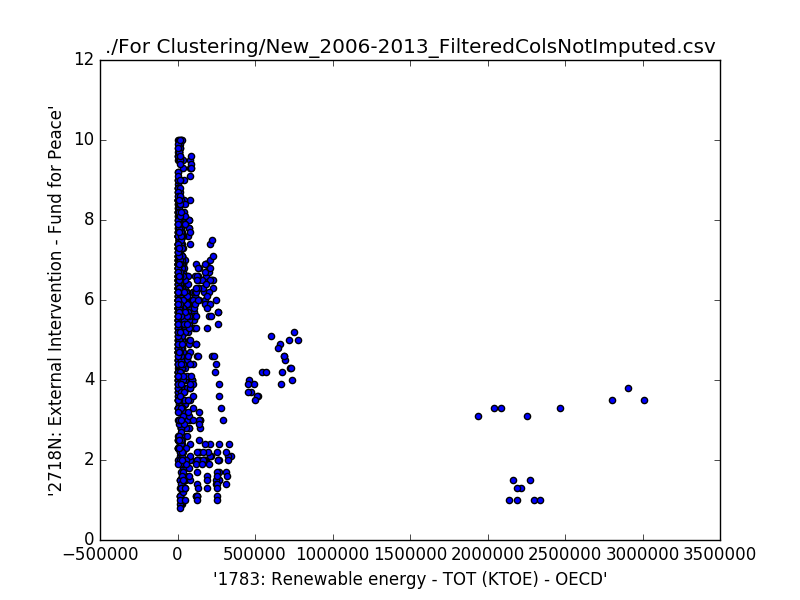 ./For Clustering/New_2006-2013_FilteredColsNotImputed.csv
'2718N: External Intervention - Fund for Peace'
12
10
8
6
4
2
0
−500000 0 500000 1000000 1500000 2000000 2500000 3000000 3500000
'1783: Renewable energy - TOT (KTOE) - OECD'